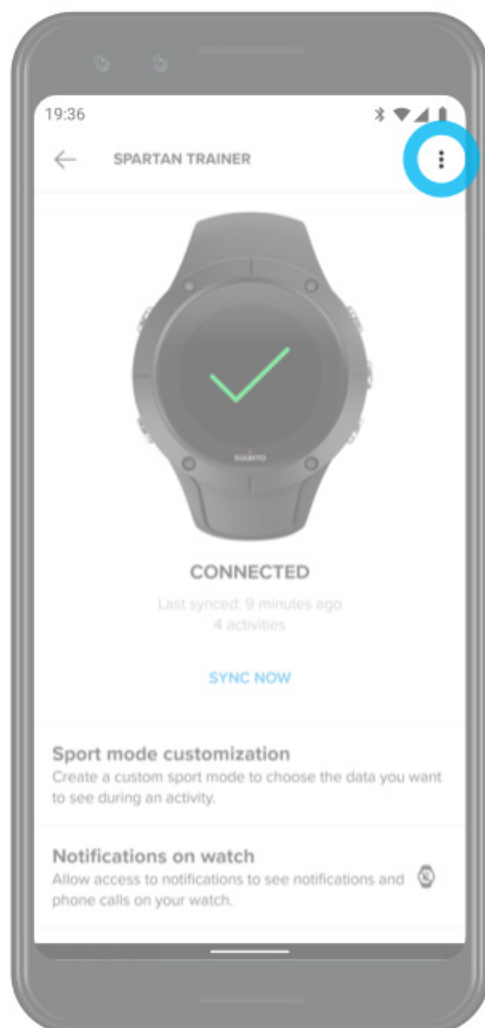 19:36
SPARTAN TRAINER
SUUNTO
CONNECTED
Last synced: 9 minutes ago
4 activities
SYNC NOW
Sport mode customization
Create a custom sport mode to choose the data you want
to see during an activity.
Notifications on watch
Allow access to notifications to see notifications and
phone calls on your watch.